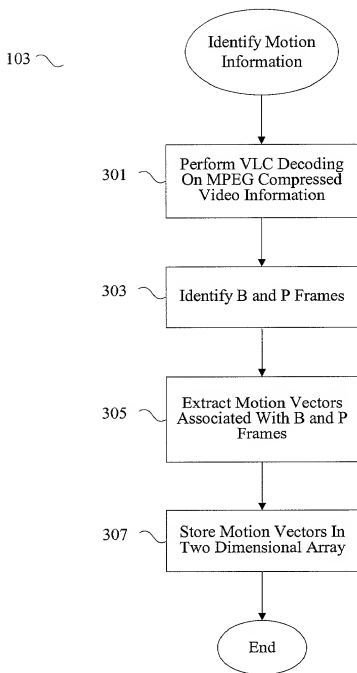 Identify Motion
Information
103
301
Perform VLC Decoding
On MPEG Compressed
Video Information
303
Identify B and P Frames
305
Extract Motion Vectors
Associated With B and P
Frames
307
Store Motion Vectors In
Two Dimensional Array
End